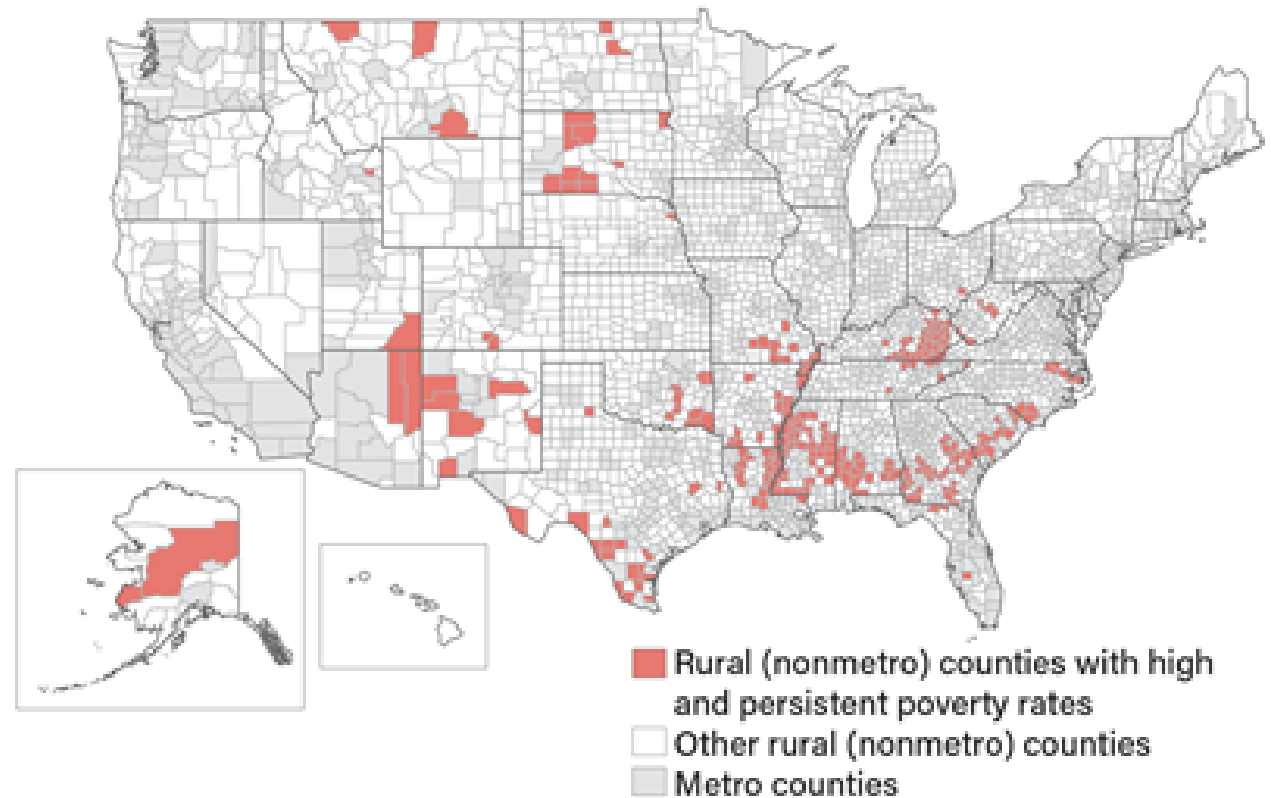 Rural (nonmetro) counties with high
and persistent poverty rates
Other rural (nonmetro) counties
Metro counties